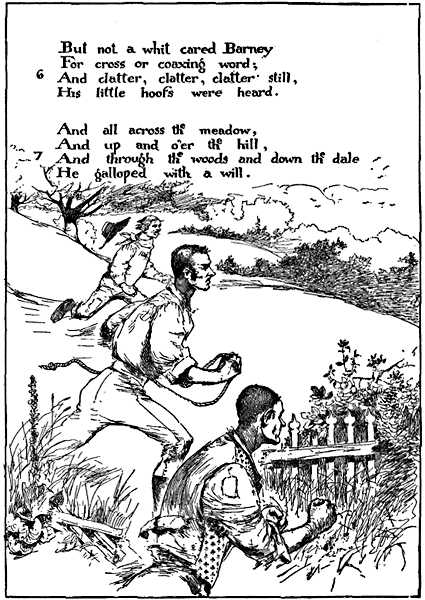 But not a whit cared Barney
For cross or coaxing word;
6 And clatter, clatter, clatter still,
His little hoofs were heard.
And all across the meadow,
And up and o'er the hill,
7 And through the woods and down the dale
He galloped with a will.